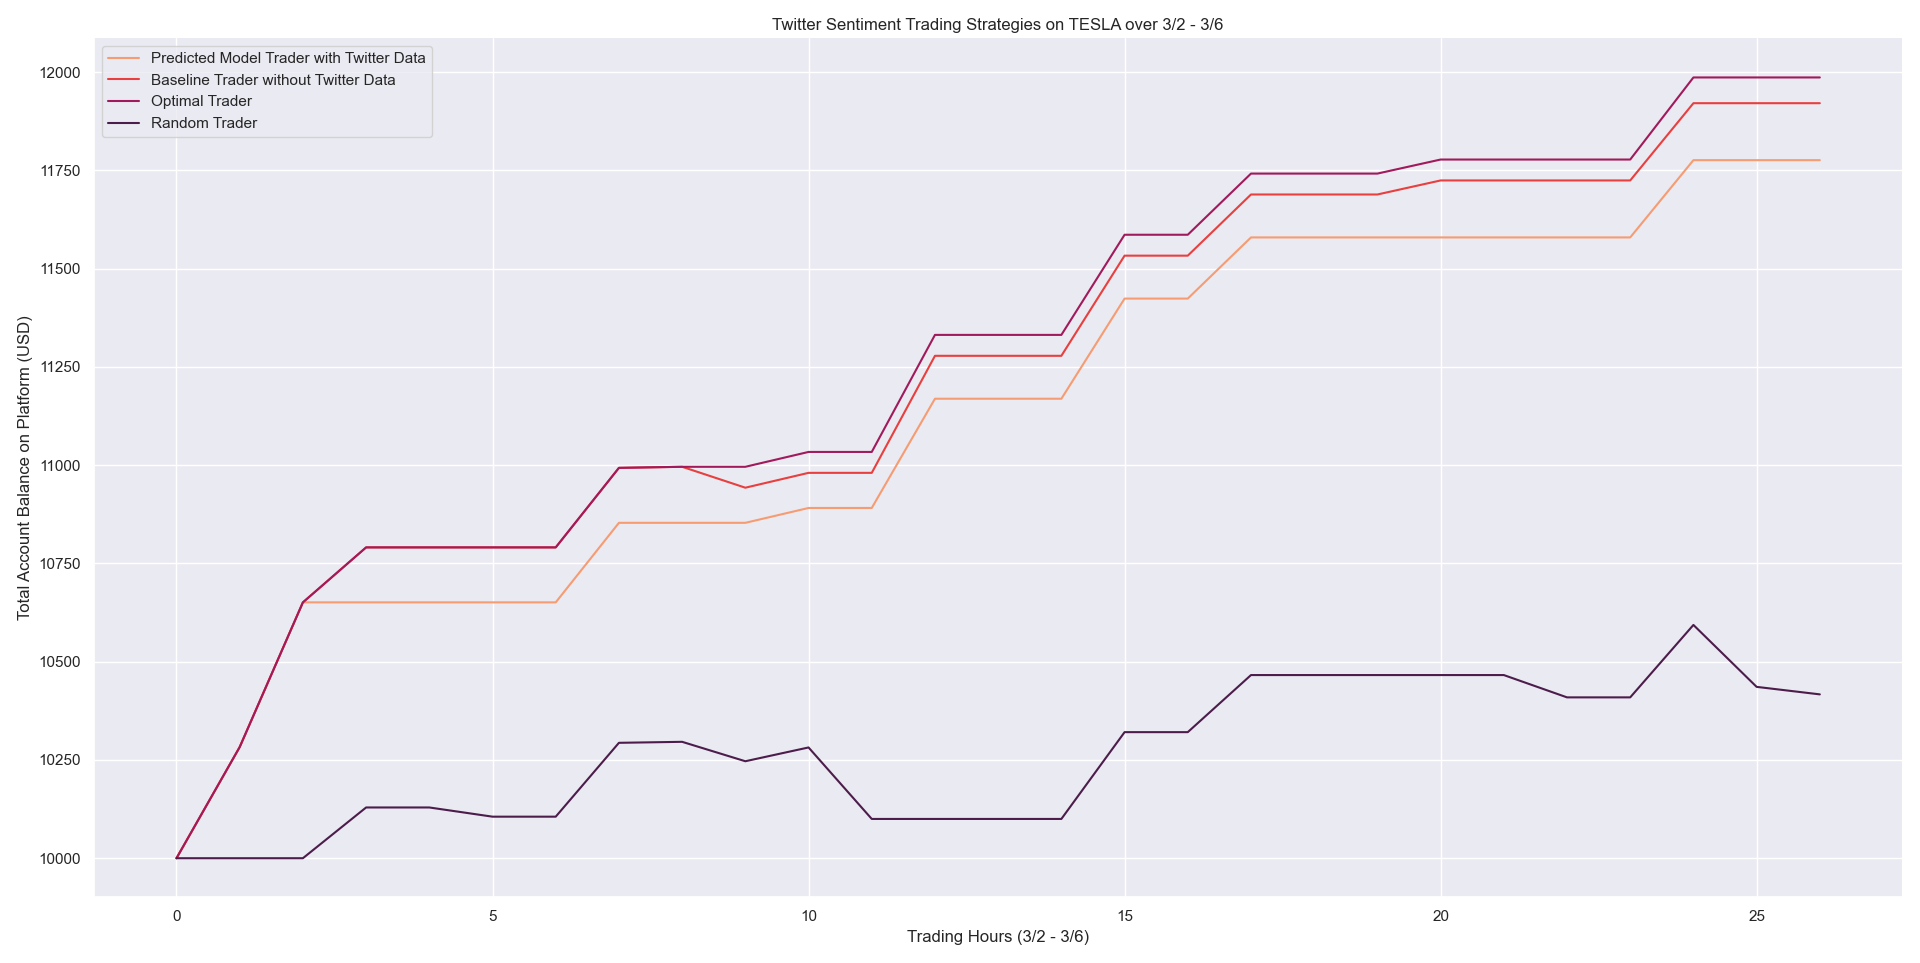 Twitter Sentiment Trading Strategies on TESLA over 3/2 - 3/6
Predicted Model Trader with Twitter Data
Baseline Trader without Twitter Data
Optimal Trader
Random Trader
Total Account Balance on Platform (USD)
12000
11750
11500
11250
11000
10750
10500
10250
10000
0 5 10 15 20 25
Trading Hours (3/2 - 3/6)